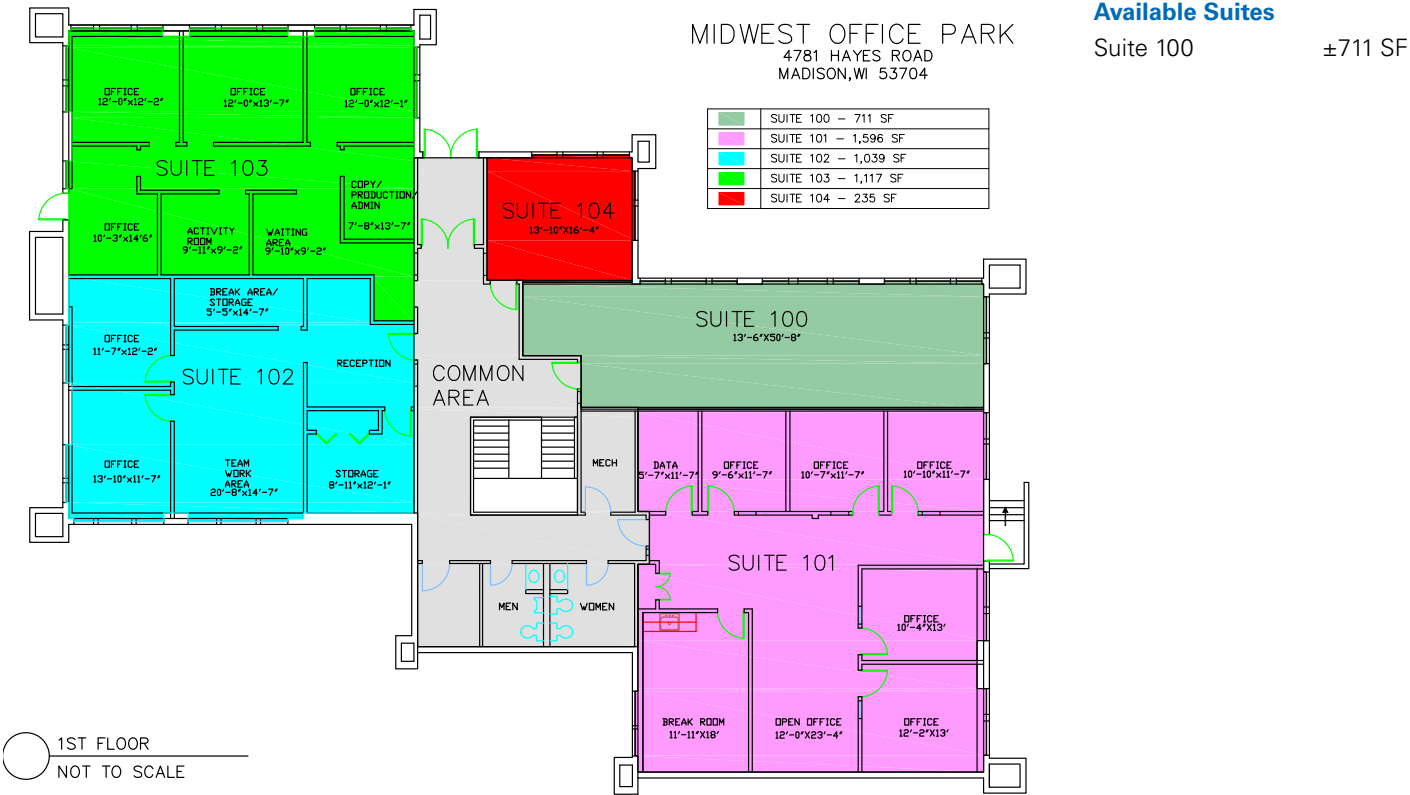 Available Suites
Suite 100 ±711 SF
MIDWEST OFFICE PARK
4781 HAYES ROAD
MADISON,WI 53704
SUITE 100 - 711 SF
SUITE 101 - 1,596 SF
SUITE 102 - 1,039 SF
SUITE 103 - 1,117 SF
SUITE 104 - 235 SF
OFFICE
12'-0"x12'-2"
OFFICE
12'-0"x13'-7"
OFFICE
12'-0"x12'-1"
SUITE 103
COPY/
PRODUCTION/
ADMIN
7'-8"x13'-7"
OFFICE
10'-3"x14'6"
ACTIVITY
ROOM
9'-11"x9'-2"
WAITING
AREA
9'-10"x9'-2"
SUITE 104
13'-10"X16'-4"
BREAK AREA/
STORAGE
5'-5"x14'-7"
OFFICE
11'-7"x12'-2"
RECEPTION
SUITE 102
OFFICE
13'-10"x11'-7"
TEAM
WORK
AREA
20'-8"x14'-7"
STORAGE
8'-11"x12'-1"
COMMON
AREA
SUITE 100
13'-6"X50'-8"
MECH
DATA
5'-7"x11'-7"
OFFICE
9'-6"x11'-7"
OFFICE
10'-7"x11'-7"
OFFICE
10'-10"x11'-7"
SUITE 101
MEN
WOMEN
OFFICE
10'-4"X13'
BREAK ROOM
11'-11"X18'
OPEN OFFICE
12'-0"X23'-4"
OFFICE
12'-2"X13'
1ST FLOOR
NOT TO SCALE